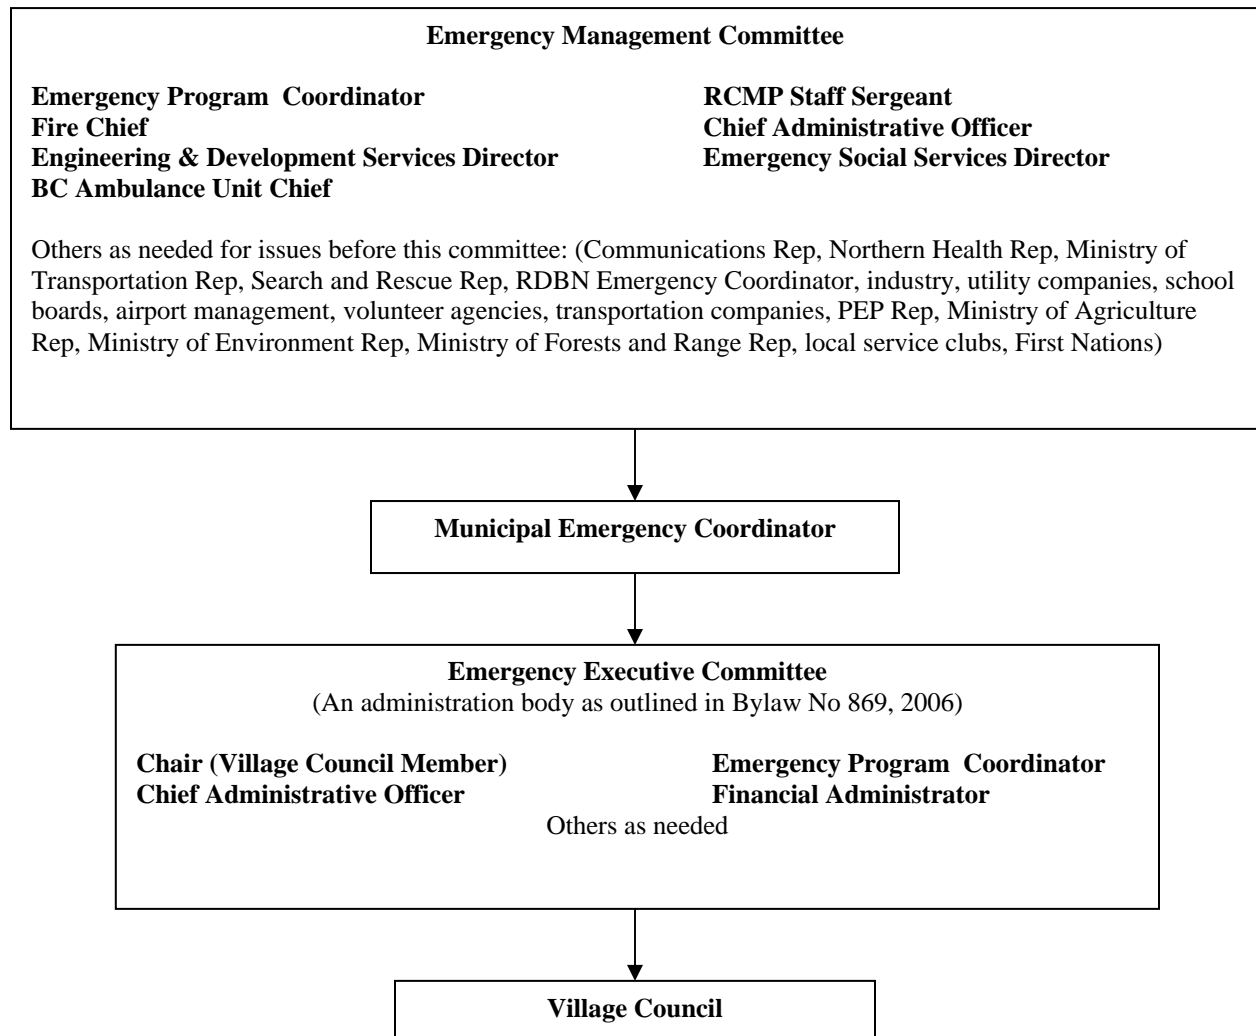 Emergency Management Committee
Emergency Program  Coordinator
RCMP Staff Sergeant
Fire Chief
Chief Administrative Officer
Engineering & Development Services Director
Emergency Social Services Director
BC Ambulance Unit Chief
Others as needed for issues before this committee: (Communications Rep, Northern Health Rep, Ministry of
Transportation Rep, Search and Rescue Rep, RDBN Emergency Coordinator, industry, utility companies, school
boards, airport management, volunteer agencies, transportation companies, PEP Rep, Ministry of Agriculture
Rep, Ministry of Environment Rep, Ministry of Forests and Range Rep, local service clubs, First Nations)
Municipal Emergency Coordinator
Emergency Executive Committee
(An administration body as outlined in Bylaw No 869, 2006)
Chair (Village Council Member)
Emergency Program  Coordinator
Chief Administrative Officer
Financial Administrator
Others as needed
Village Council